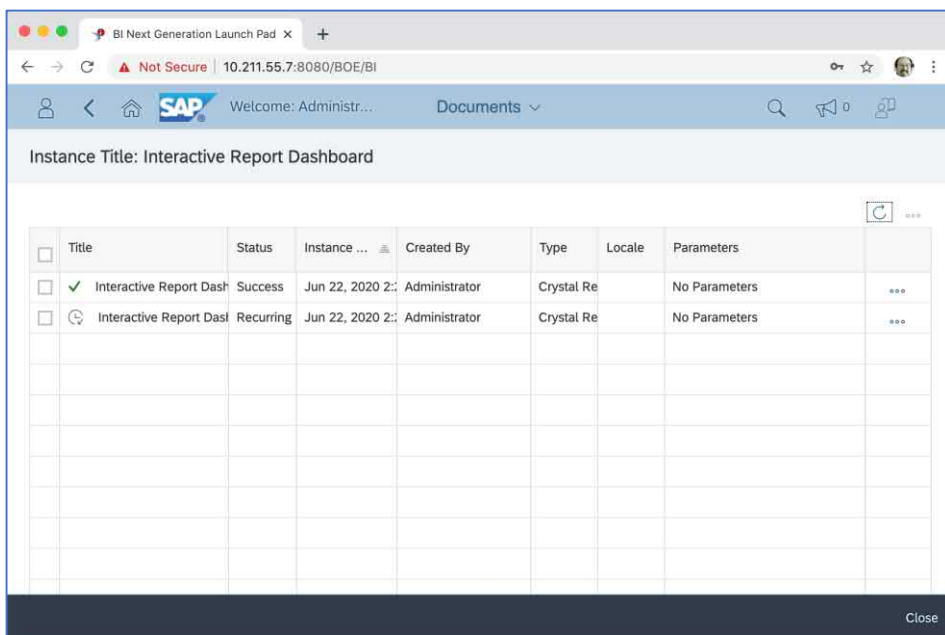 BI Next Generation Launch Pad
Not Secure 10.211.55.7:8080/BOE/BI
SAP Welcome: Administr... Documents 0
Instance Title: Interactive Report Dashboard
Title Status Instance ... Created By Type Locale Parameters
Interactive Report Dash Success Jun 22, 2020 2:2 Administrator Crystal Re No Parameters
Interactive Report Dash Recurring Jun 22, 2020 2:2 Administrator Crystal Re No Parameters
Close